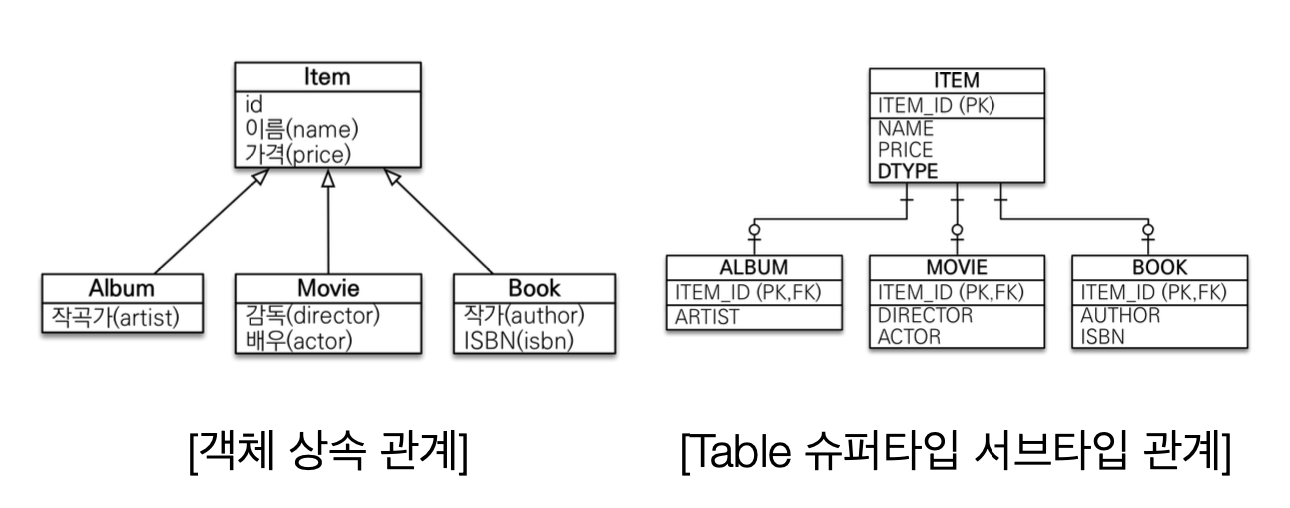 Item
id
이름(name)
가격(price)
Album
작곡가(artist)
Movie
감독(director)
배우(actor)
Book
작가(author)
ISBN(isbn)
[객체 상속 관계]
ITEM
ITEM_ID (PK)
NAME
PRICE
DTYPE
ALBUM
ITEM_ID (PK,FK)
ARTIST
MOVIE
ITEM_ID (PK,FK)
DIRECTOR
ACTOR
BOOK
ITEM_ID (PK,FK)
AUTHOR
ISBN
[Table 슈퍼타입 서브타입 관계]